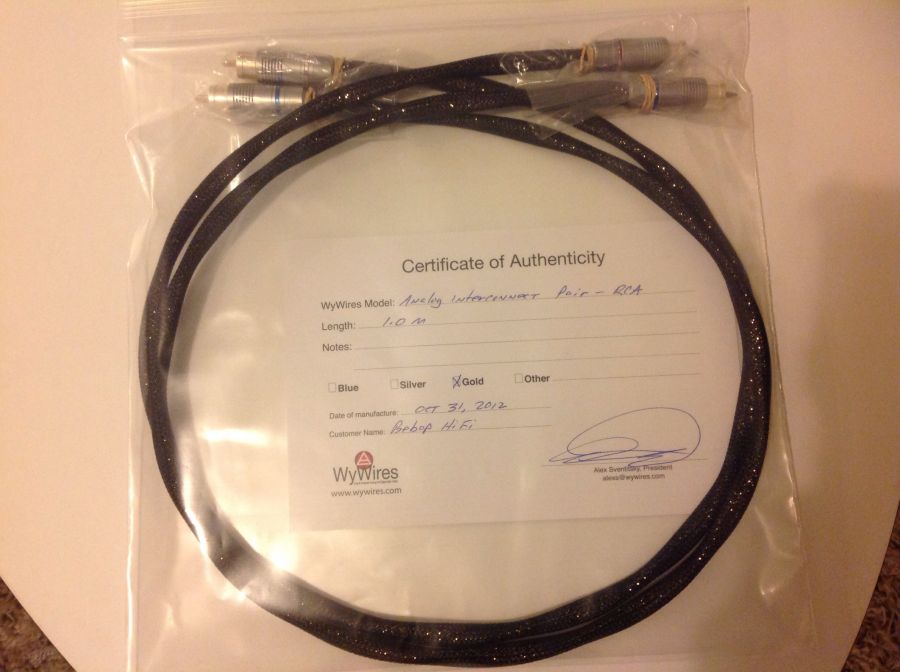 Certificate of Authenticity
WyWires Model: Analog Interconnect Pair - RCA
Length: 1.0 M
Notes:
Blue Silver Gold Other
Date of manufacture: OCT 31, 2012
Customer Name: Bebop HiFi
WyWires
www.wywires.com
Alex Sventitsky, President
alexs@wywires.com